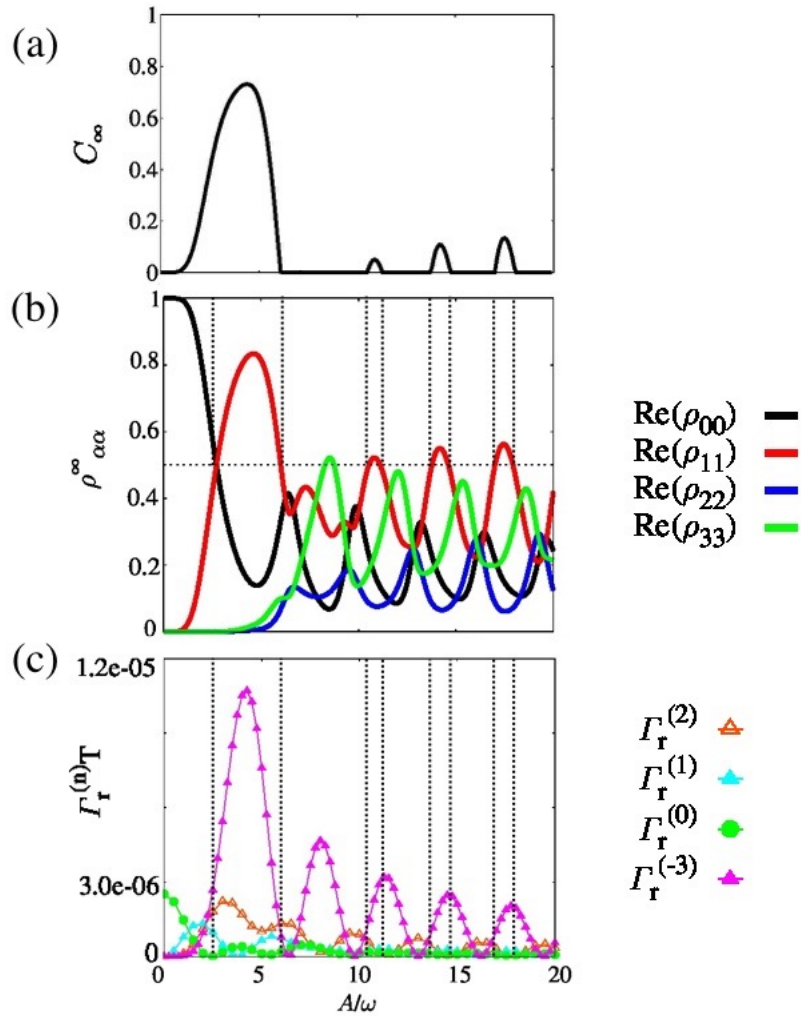 (a)
1
0.8
0.6
0.4
0.2
0
C∞
(b)
1
0.8
0.6
0.4
0.2
0
ρ∞αα
Re(ρ00)
Re(ρ11)
Re(ρ22)
Re(ρ33)
(c)
1.2e-05
3.0e-06
0
Γr(n)T
0 5 10 15 20
A/ω
Γr(2)
Γr(1)
Γr(0)
Γr(-3)